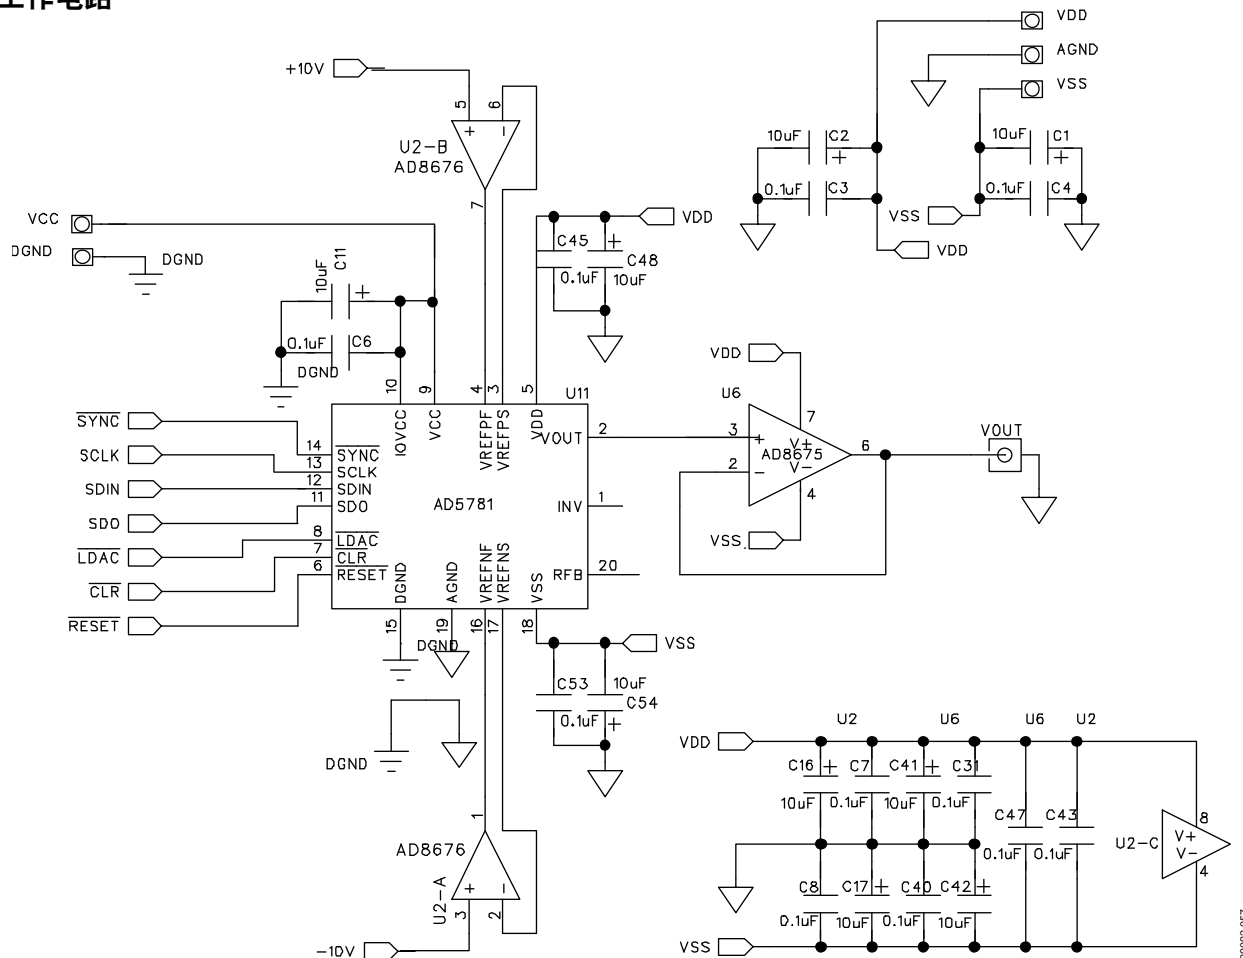 工作电路
VDD
AGND
VSS
+10V
5
6
+
−
U2-B
AD8676
7
10uF
C2
+
0.1uF
C3
VDD
10uF
C1
+
0.1uF
C4
VSS
VCC
DGND
DGND
10uF
C11
+
0.1uF
C6
DGND
VDD
C45
0.1uF
+
C48
10uF
10
9
4
3
5
U11
IOVCC
VCC
VREFPF
VREFPS
VDD
SYNC
SCLK
SDIN
SDO
LDAC
CLR
RESET
14
13
12
11
8
7
6
SYNC
SCLK
SDIN
SDO
LDAC
CLR
RESET
AD5781
VOUT
2
INV
1
RFB
20
DGND
AGND
VREFNF
VREFNS
VSS
15
19
16
17
18
DGND
VDD
U6
7
3
+
V+
AD8675
V−
2
−
4
6
VSS
VOUT
VSS
C53
0.1uF
10uF
C54
+
DGND
1
AD8676
U2-A
+
−
3
2
−10V
U2
U6
U6
U2
VDD
C16
+
10uF
C7
0.1uF
C41
+
10uF
C31
0.1uF
C47
0.1uF
C43
0.1uF
U2-C
8
V+
V−
4
C8
0.1uF
C17
+
10uF
C40
0.1uF
C42
+
10uF
VSS